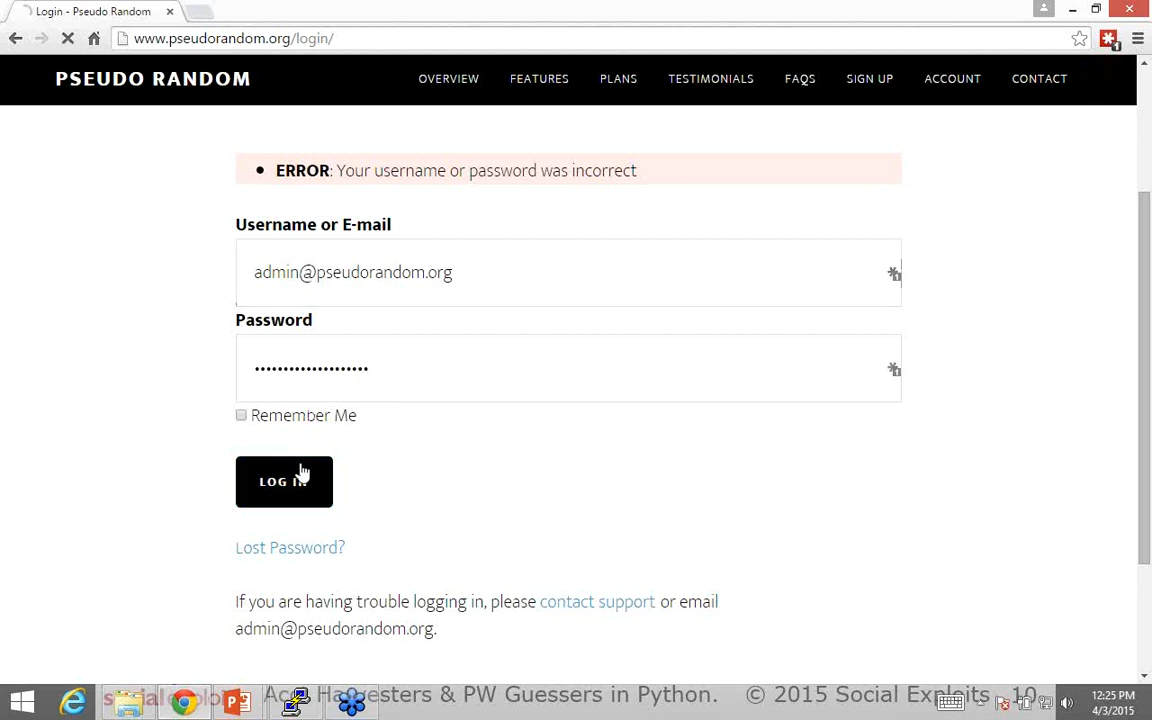 Login - Pseudo Random
www.pseudorandom.org/login/
PSEUDO RANDOM
OVERVIEW FEATURES PLANS TESTIMONIALS FAQS SIGN UP ACCOUNT CONTACT
• ERROR: Your username or password was incorrect
Username or E-mail
admin@pseudorandom.org
Password
••••••••••••••••••••
Remember Me
LOG IN
Lost Password?
If you are having trouble logging in, please contact support or email
admin@pseudorandom.org.
Harvesters & PW Guessers in Python. © 2015 Social Exploits 10
12:25 PM
4/3/2015